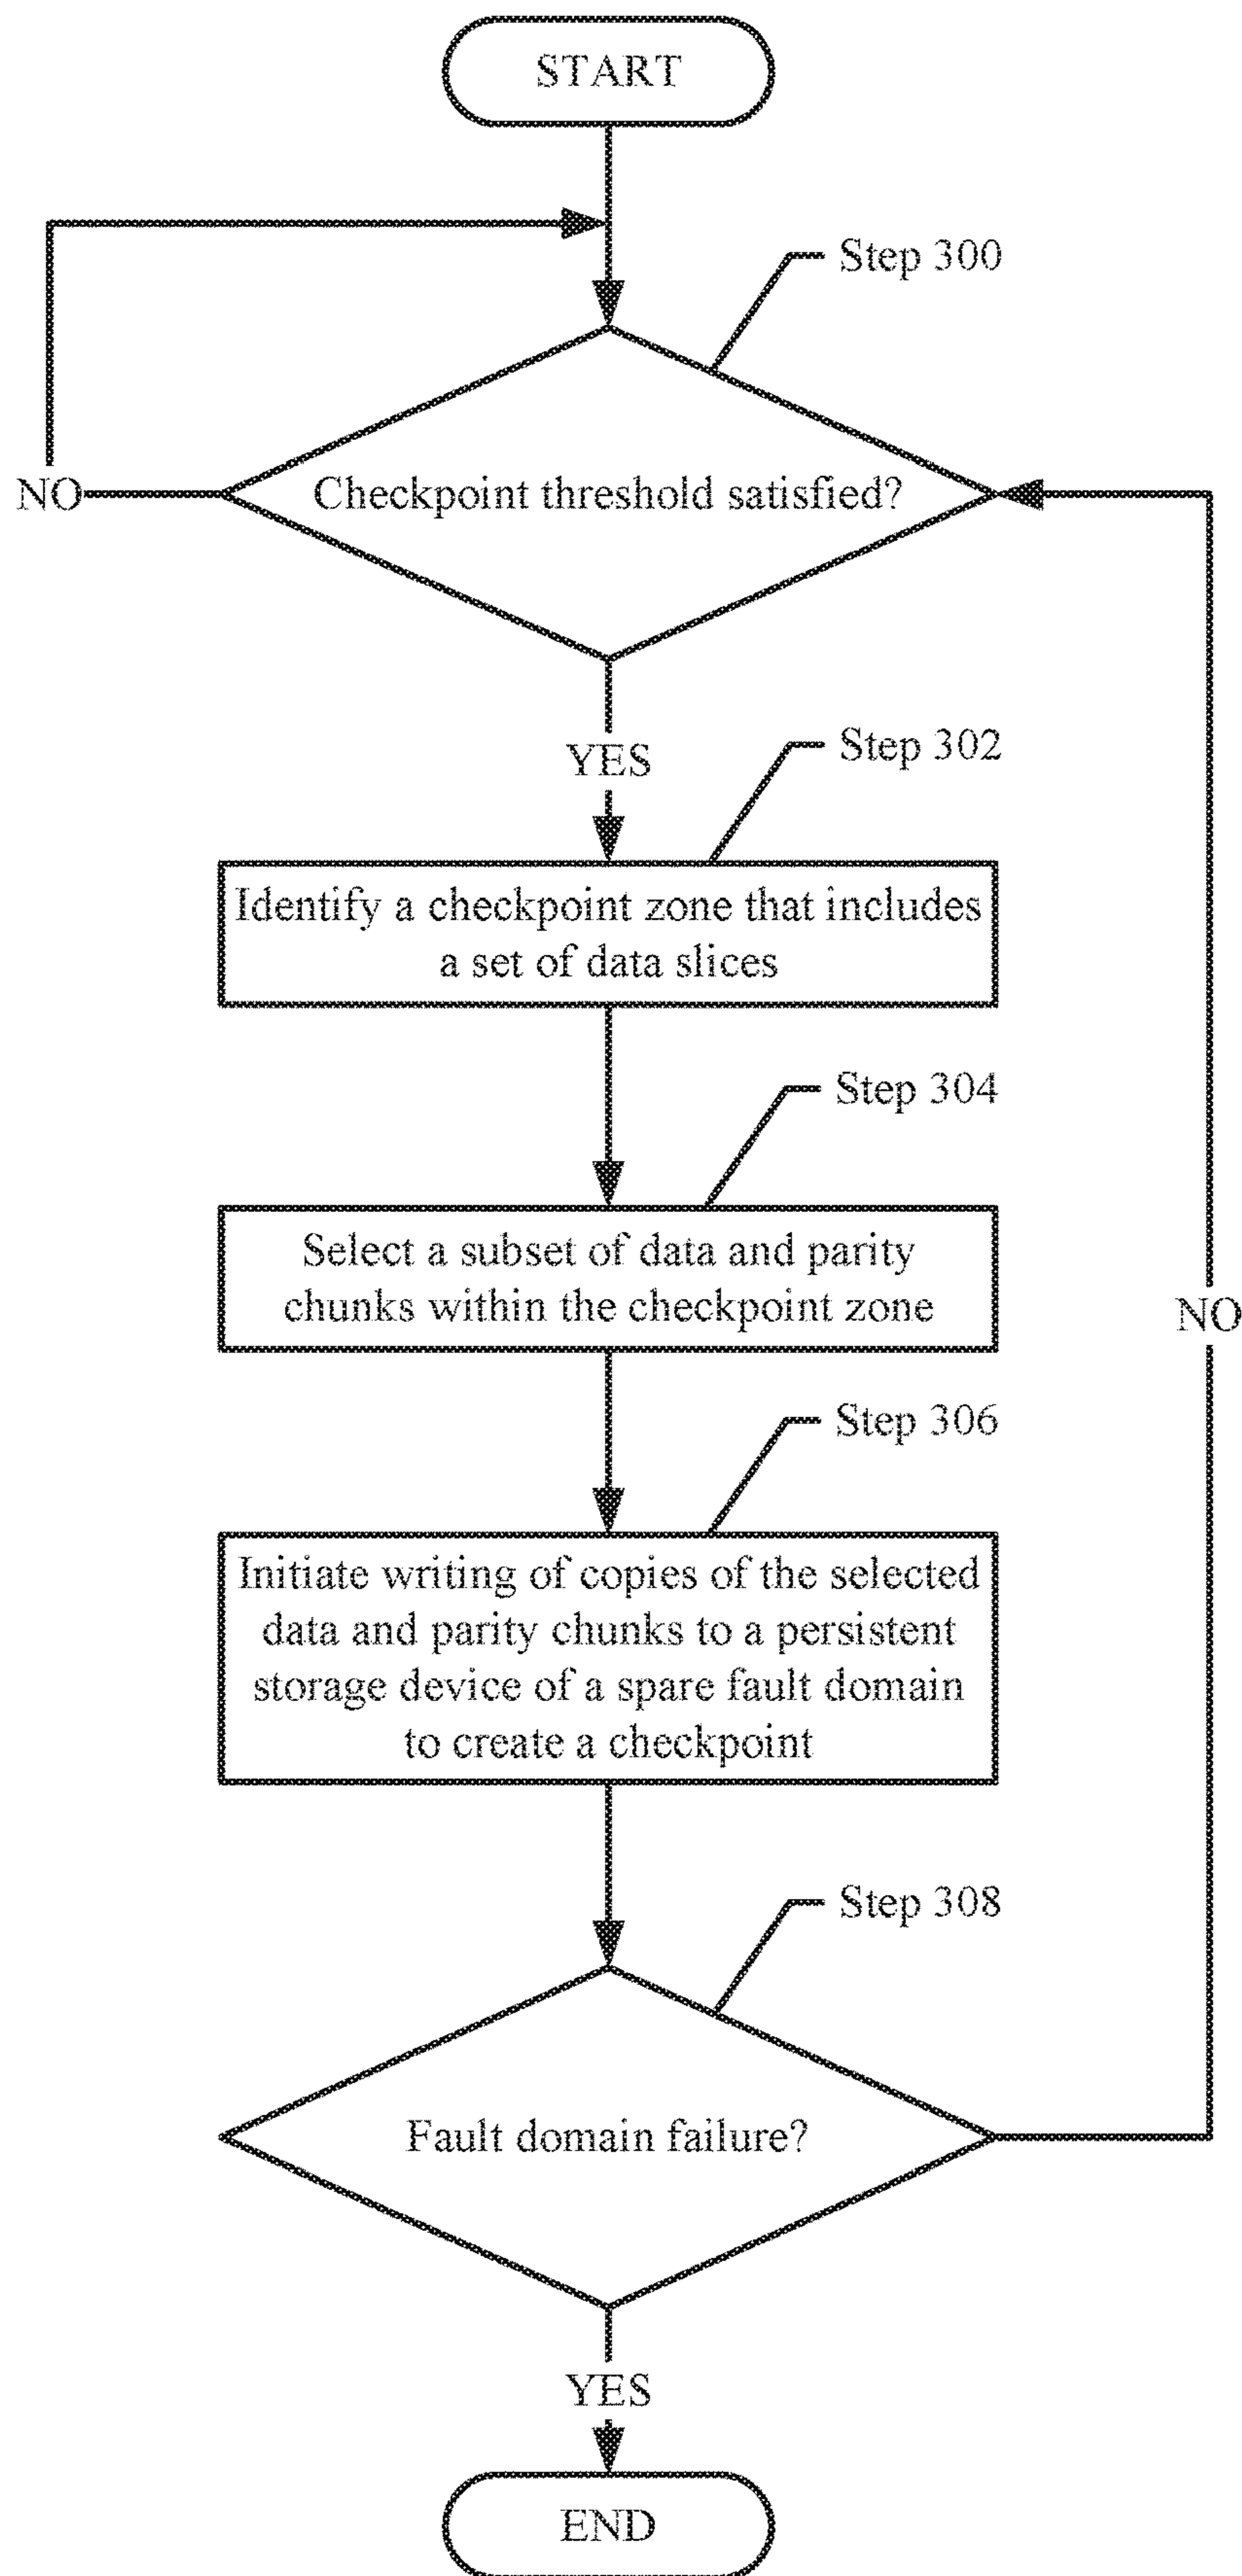 START
Step 300
NO
Checkpoint threshold satisfied?
YES
Step 302
Identify a checkpoint zone that includes
a set of data slices
Step 304
Select a subset of data and parity
chunks within the checkpoint zone
NO
Step 306
Initiate writing of copies of the selected
data and parity chunks to a persistent
storage device of a spare fault domain
to create a checkpoint
Step 308
Fault domain failure?
YES
END